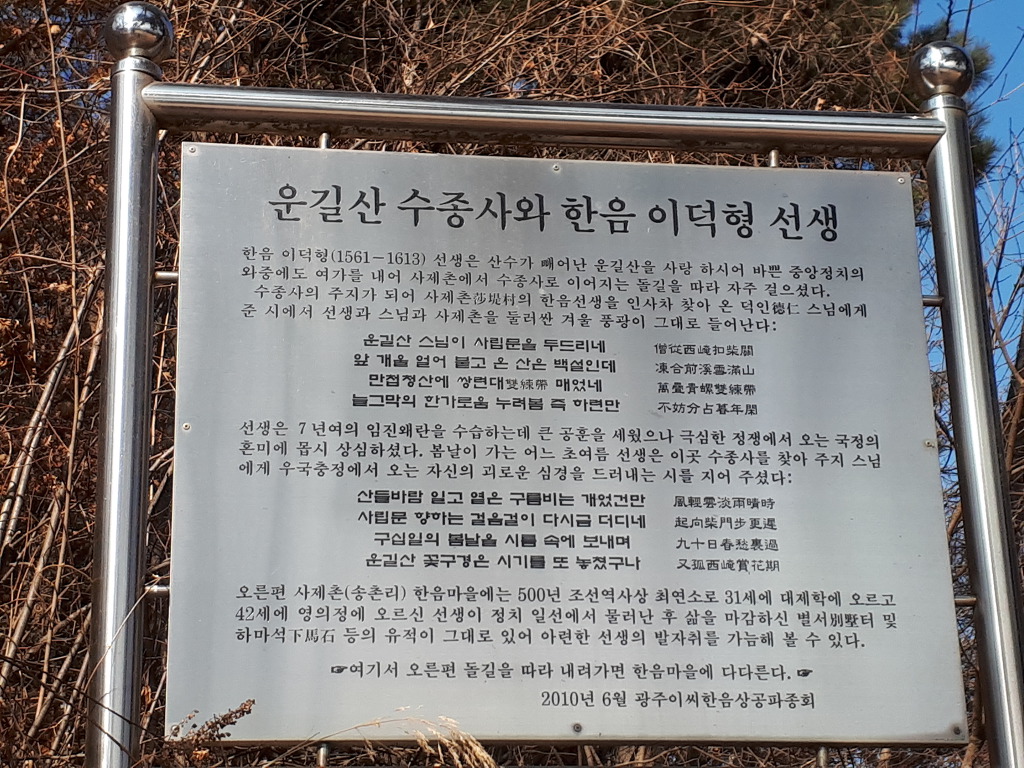 운길산 수종사와 한음 이덕형 선생
한음 이덕형(1561-1613) 선생은 산수가 빼어난 운길산을 사랑 하시어 바쁜 중앙정치의
와중에도 여가를 내어 사제촌에서 수종사로 이어지는 돌길을 따라 자주 걸으셨다.
수종사의 주지가 되어 사제촌莎堤村의 한음선생을 인사차 찾아 온 덕인德仁 스님에게
준 시에서 선생과 스님과 사제촌을 둘러싼 겨울 풍광이 그대로 들어난다:
운길산 스님이 사립문을 두드리네 僧從西崦扣柴關
앞 개울 얼어 붙고 온 산은 백설인데 凍合前溪雪滿山
만첩청산에 쌍련대雙練帶 매었네 萬疊靑螺雙練帶
늘그막의 한가로움 누려봄 즉 하련만 不妨分占暮年閑
선생은 7년여의 임진왜란을 수습하는데 큰 공훈을 세웠으나 극심한 정쟁에서 오는 국정의
혼미에 몹시 상심하셨다. 봄날이 가는 어느 초여름 선생은 이곳 수종사를 찾아 주지 스님
에게 우국충정에서 오는 자신의 괴로운 심경을 드러내는 시를 지어 주셨다:
산들바람 일고 옅은 구름비는 개었건만 風輕雲淡雨晴時
사립문 향하는 걸음걸이 다시금 더디네 起向柴門步更遲
구십일의 봄날을 시름 속에 보내며 九十日春愁裏過
운길산 꽃구경은 시기를 또 놓쳤구나 又孤西崦賞花期
오른편 사제촌(송촌리) 한음마을에는 500년 조선역사상 최연소로 31세에 대제학에 오르고
42세에 영의정에 오르신 선생이 정치 일선에서 물러난 후 삶을 마감하신 별서別墅터 및
하마석下馬石 등의 유적이 그대로 있어 아련한 선생의 발자취를 가늠해 볼 수 있다.
☞여기서 오른편 돌길을 따라 내려가면 한음마을에 다다른다.☞
2010년 6월 광주이씨한음상공파종회